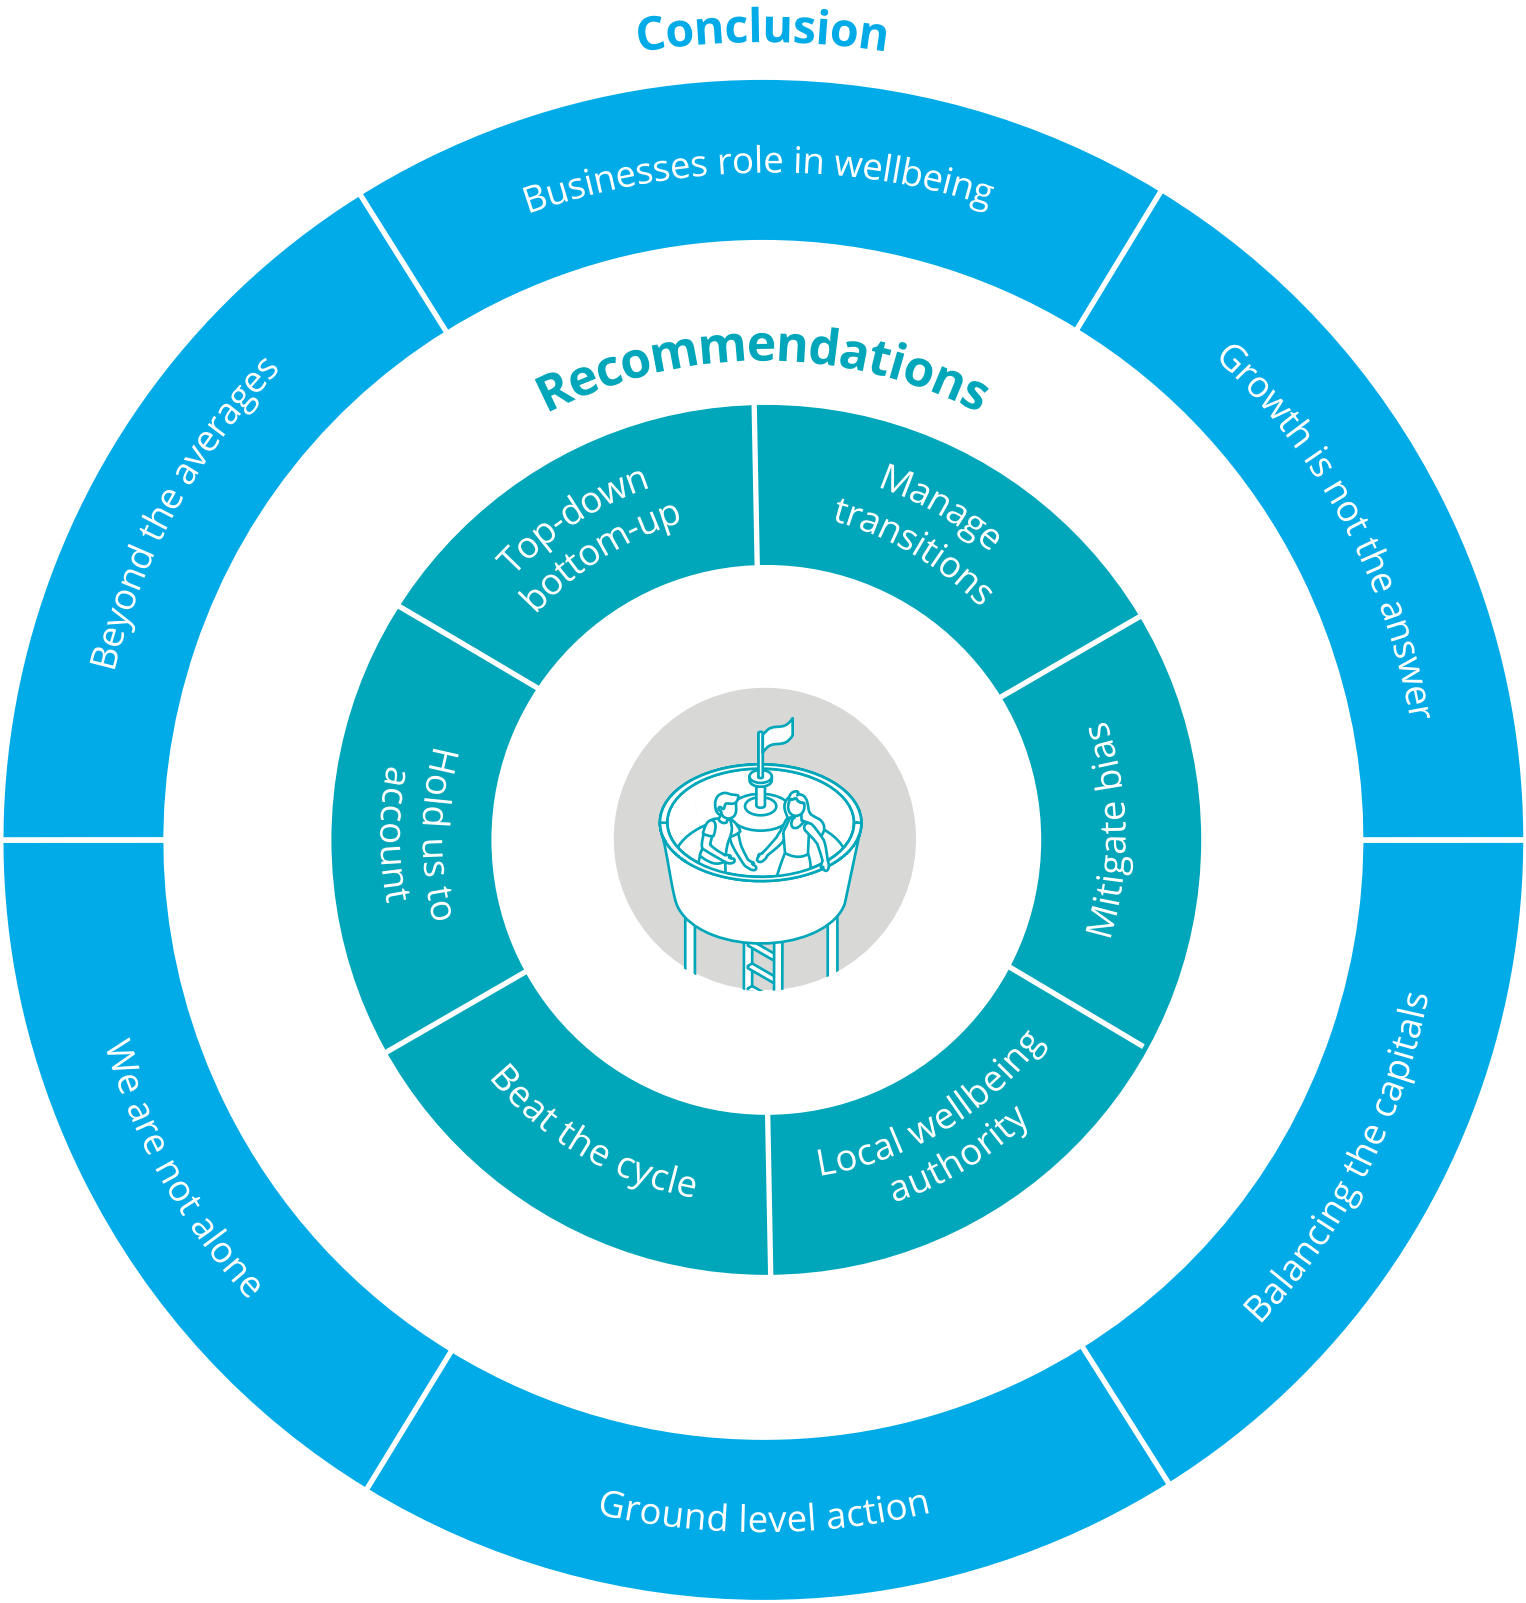 Conclusion
Businesses role in wellbeing
Growth is not the answer
Balancing the capitals
Ground level action
We are not alone
Beyond the averages
Recommendations
Manage
transitions
Mitigate bias
Local wellbeing
authority
Beat the cycle
Hold us to
account
Top-down
bottom-up